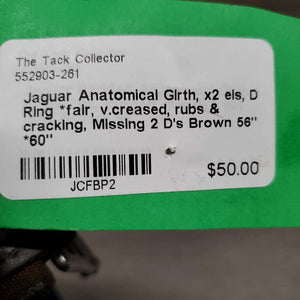 The Tack Collector
552903-261
Jaguar Anatomical Girth, x2 els, D
Ring *fair, v.creased, rubs &
cracking, Missing 2 D's Brown 56"
*60"
$50.00
JCFBP2